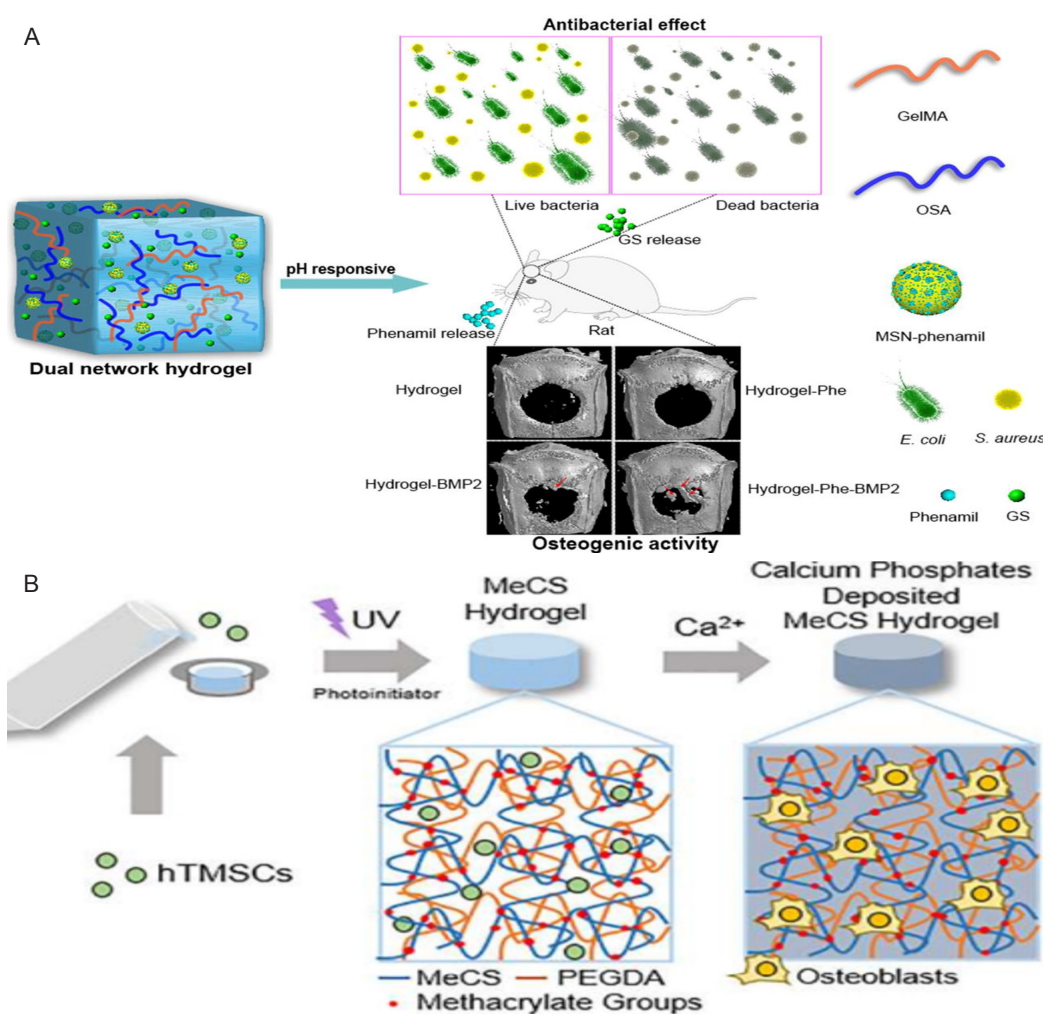 A
Antibacterial effect
GelMA
OSA
Live bacteria
Dead bacteria
GS release
pH responsive
Phenamil release
Rat
MSN-phenamil
Dual network hydrogel
Hydrogel
Hydrogel-Phe
E. coli
S. aureus
Hydrogel-BMP2
Hydrogel-Phe-BMP2
Phenamil
GS
Osteogenic activity
B
MeCS
Hydrogel
Calcium Phosphates
Deposited
MeCS Hydrogel
UV
Photoinitiator
Ca²⁺
hTMSCs
MeCS
PEGDA
Methacrylate Groups
Osteoblasts